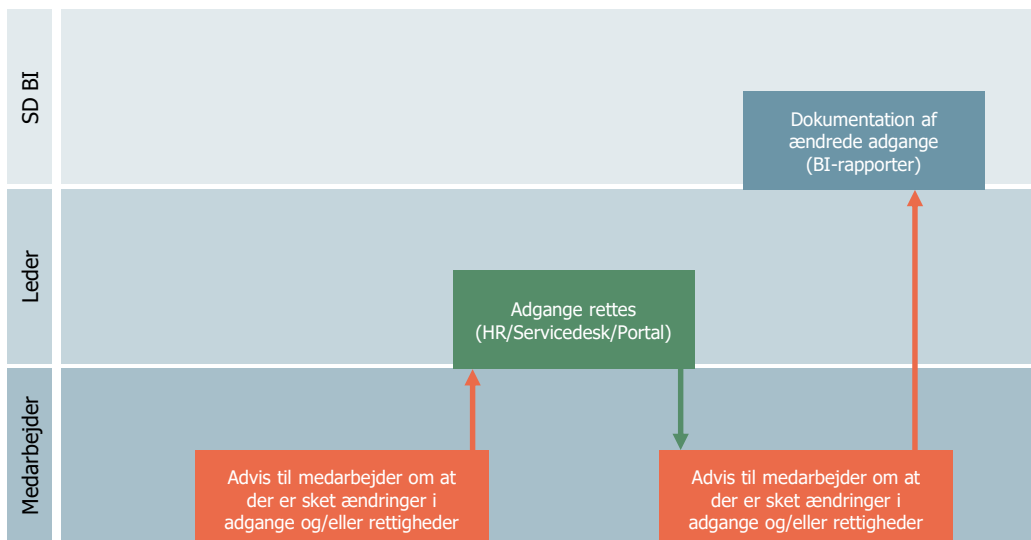 SD BI
Dokumentation af
ændrede adgange
(BI-rapporter)
Leder
Adgange rettes
(HR/Servicedesk/Portal)
Medarbejder
Advis til medarbejder om at
der er sket ændringer i
adgange og/eller rettigheder
Advis til medarbejder om at
der er sket ændringer i
adgange og/eller rettigheder